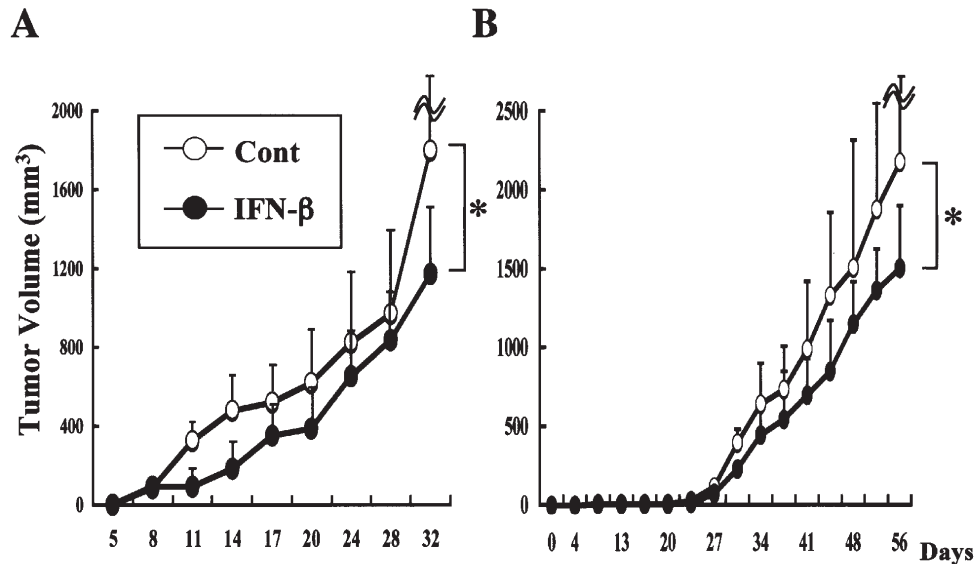 A
B
Tumor Volume (mm³)
2000
1600
1200
800
400
0
Cont
IFN-β
*
5 8 11 14 17 20 24 28 32
2500
2000
1500
1000
500
0
*
0 4 13 20 27 34 41 48 56 Days